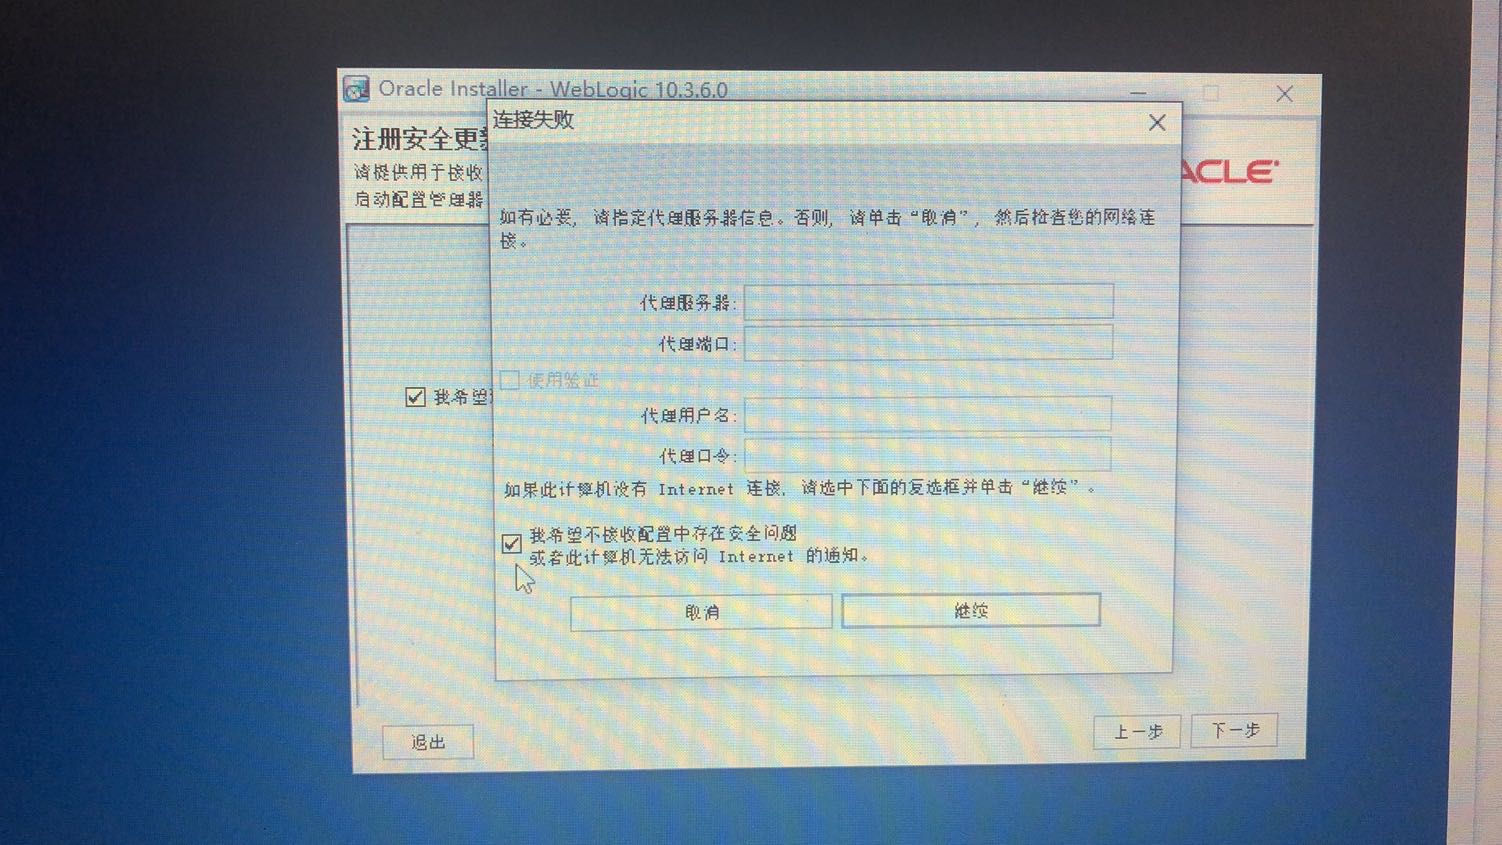 Oracle Installer - WebLogic 10.3.6.0
连接失败
注册安全更新
请提供用于接收
启动配置管理器
ACLE
如有必要，请指定代理服务器信息。否则，请单击“取消”，然后检查您的网络连
接。
代理服务器:
代理端口:
使用验证
我希望
代理用户名:
代理口令:
如果此计算机没有 Internet 连接，请选中下面的复选框并单击“继续”。
我希望不接收配置中存在安全问题
或者此计算机无法访问 Internet 的通知。
取消
继续
退出
上一步
下一步